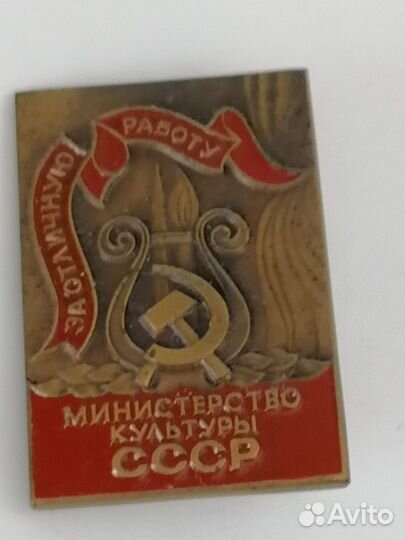 ЗА ОТЛИЧНУЮ
РАБОТУ
МИНИСТЕРСТВО
КУЛЬТУРЫ
СССР
Avito